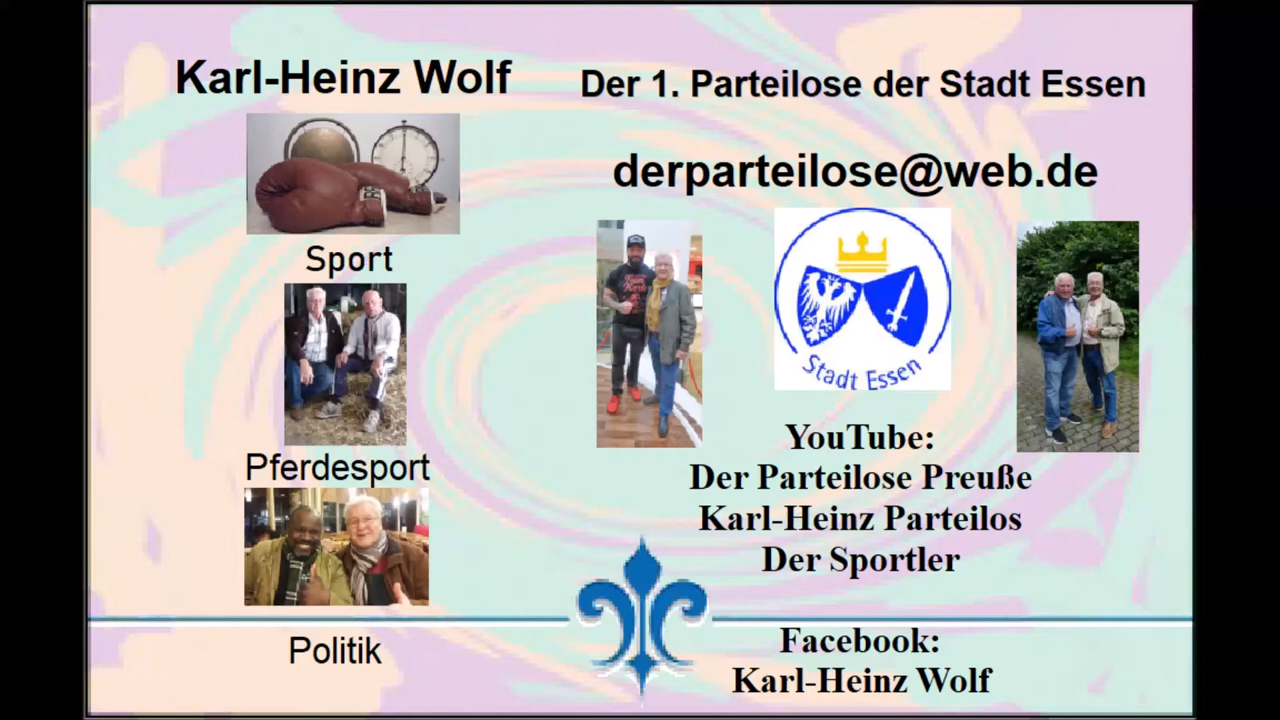 Karl-Heinz Wolf
Der 1. Parteilose der Stadt Essen
derparteilose@web.de
Sport
Pferdesport
Politik
Stadt Essen
YouTube:
Der Parteilose Preuße
Karl-Heinz Parteilos
Der Sportler
Facebook:
Karl-Heinz Wolf